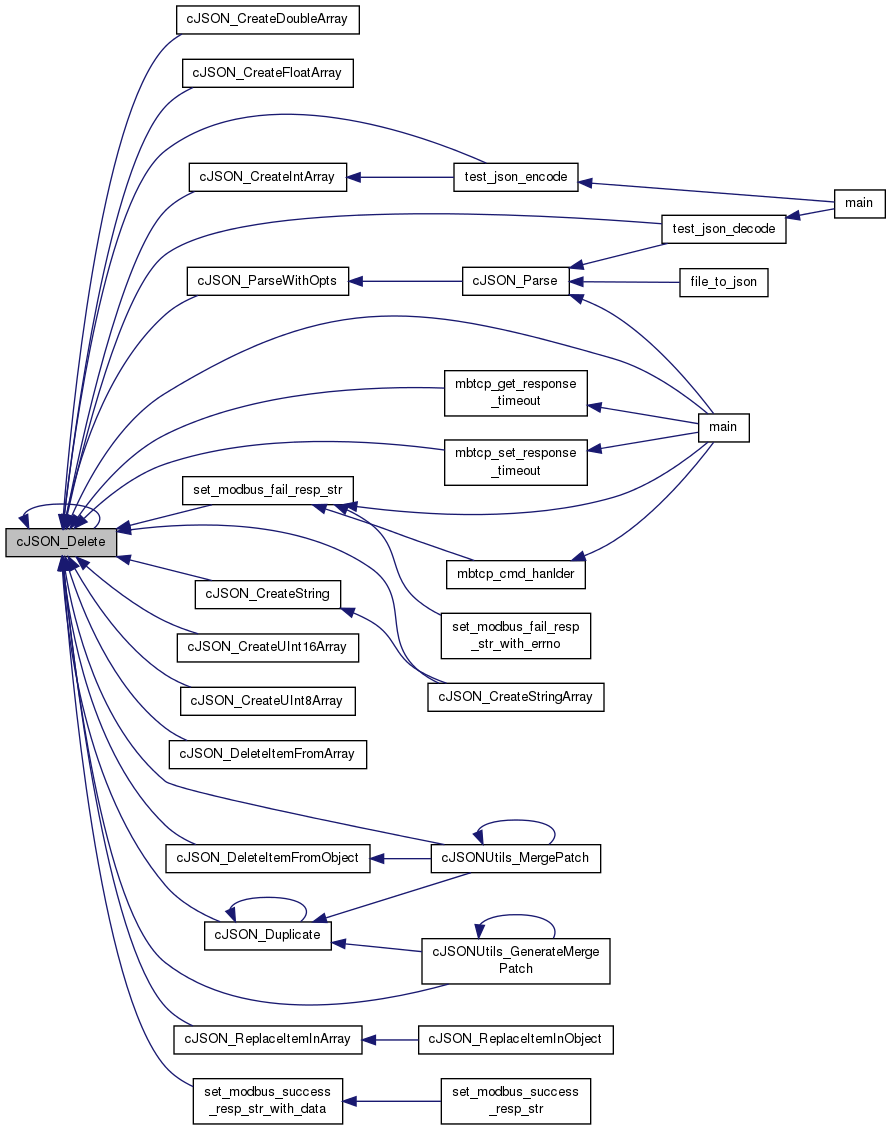 cJSON_CreateDoubleArray
cJSON_CreateFloatArray
cJSON_CreateIntArray
test_json_encode
main
test_json_decode
cJSON_ParseWithOpts
cJSON_Parse
file_to_json
mbtcp_get_response
_timeout
main
mbtcp_set_response
_timeout
set_modbus_fail_resp_str
cJSON_Delete
mbtcp_cmd_hanlder
cJSON_CreateString
set_modbus_fail_resp
_str_with_errno
cJSON_CreateUInt16Array
cJSON_CreateUInt8Array
cJSON_CreateStringArray
cJSON_DeleteItemFromArray
cJSON_DeleteItemFromObject
cJSONUtils_MergePatch
cJSON_Duplicate
cJSONUtils_GenerateMerge
Patch
cJSON_ReplaceItemInArray
cJSON_ReplaceItemInObject
set_modbus_success
_resp_str_with_data
set_modbus_success
_resp_str